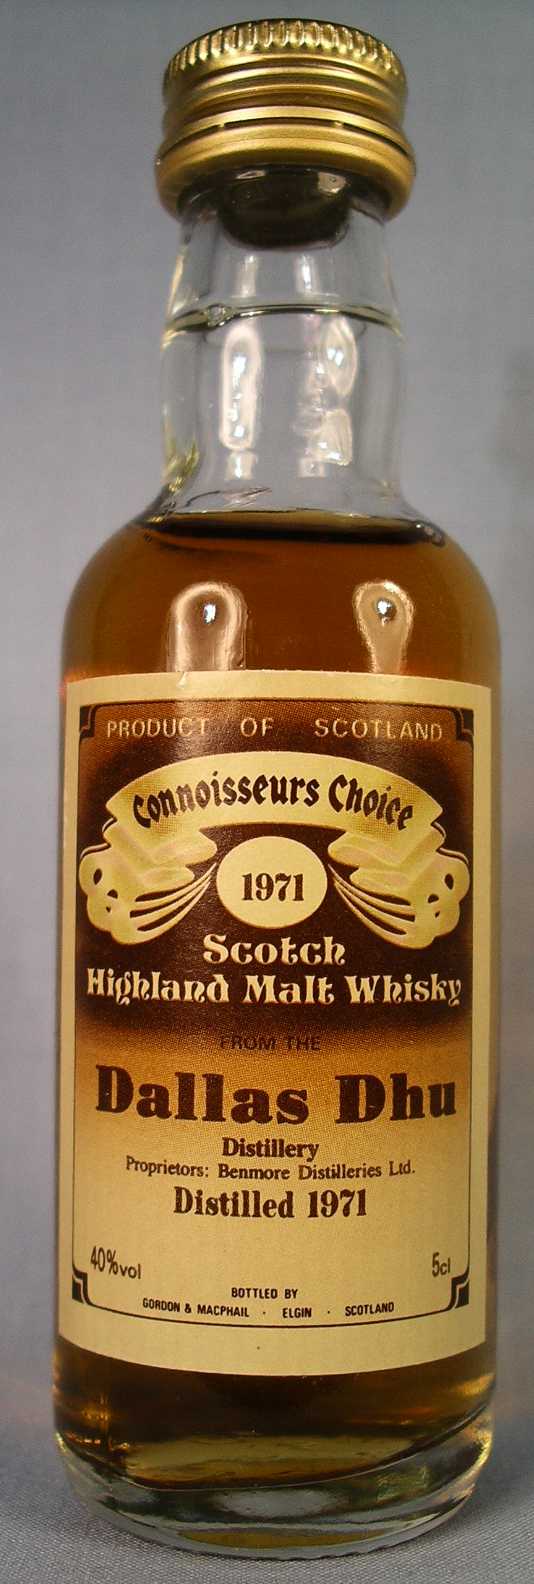 PRODUCT OF SCOTLAND
Connoisseurs Choice
1971
Scotch
Highland Malt Whisky
FROM THE
Dallas Dhu
Distillery
Proprietors: Benmore Distilleries Ltd.
Distilled 1971
40%vol 5cl
BOTTLED BY
GORDON & MACPHAIL · ELGIN · SCOTLAND